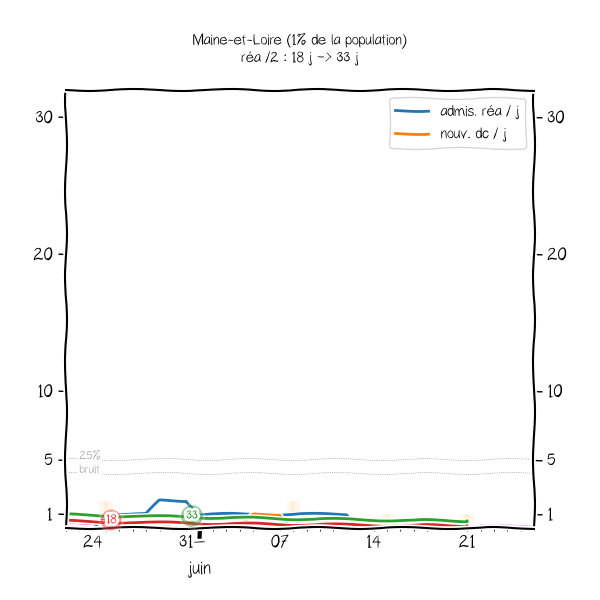 Maine-et-Loire (1% de la population)
réa /2 : 18 j -> 33 j
admis. réa / j
nouv. dc / j
30 30
20 20
10 10
25%
5 5
bruit
1 18 33 1
24 31 07 14 21
juin